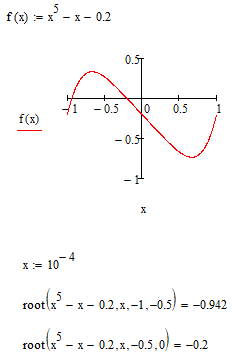 f(x) := x^5 − x − 0.2
0.5
f(x)
−1 −0.5 0 0.5 1
−0.5
−1
x
x := 10^−4
root(x^5 − x − 0.2, x, −1, −0.5) = −0.942
root(x^5 − x − 0.2, x, −0.5, 0) = −0.2